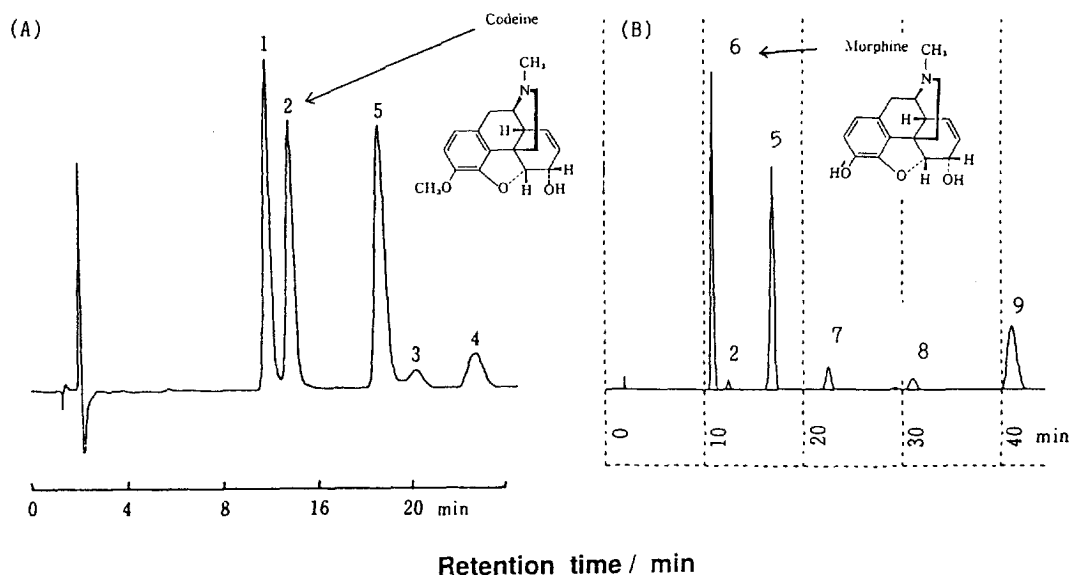 (A)
Codeine
1
2
5
3
4
CH₃
N
H
H
CH₃O
O
H
OH
0 4 8 16 20 min
(B)
6
Morphine
5
2
7
8
9
CH₃
N
H
H
HO
O
H
OH
0 10 20 30 40 min
Retention time / min